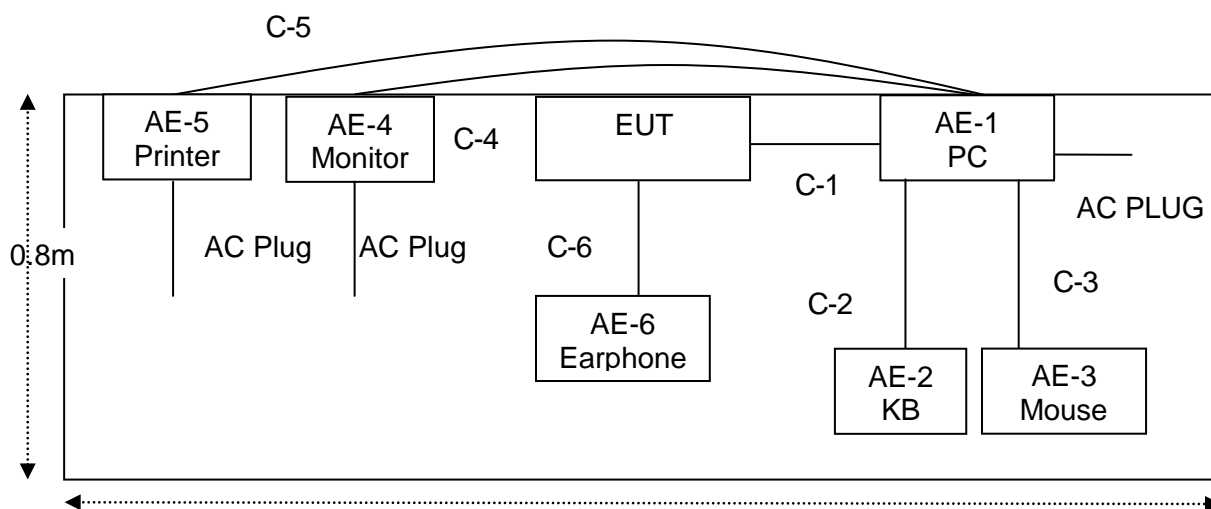 C-5
AE-5
Printer
AE-4
Monitor
C-4
EUT
AE-1
PC
C-1
AC PLUG
0.8m
AC Plug
AC Plug
C-6
C-2
C-3
AE-6
Earphone
AE-2
KB
AE-3
Mouse